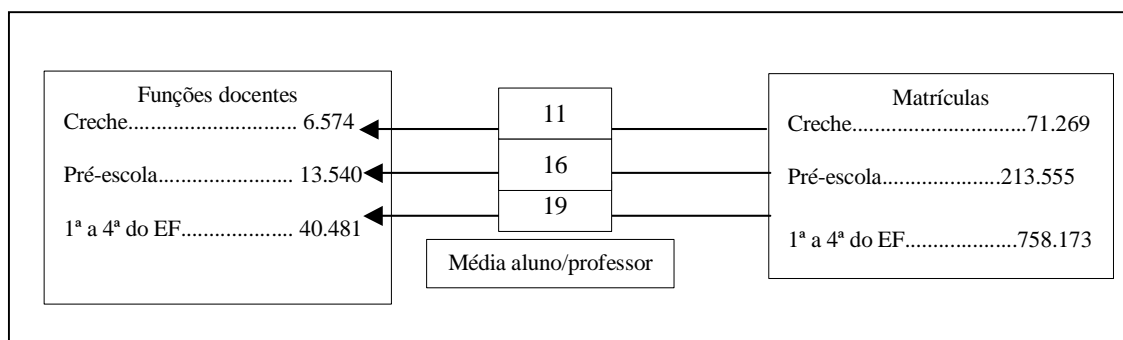 Funções docentes
Creche............................. 6.574
Pré-escola....................... 13.540
1ª a 4ª do EF.................... 40.481
11
16
19
Média aluno/professor
Matrículas
Creche...............................71.269
Pré-escola.....................213.555
1ª a 4ª do EF....................758.173